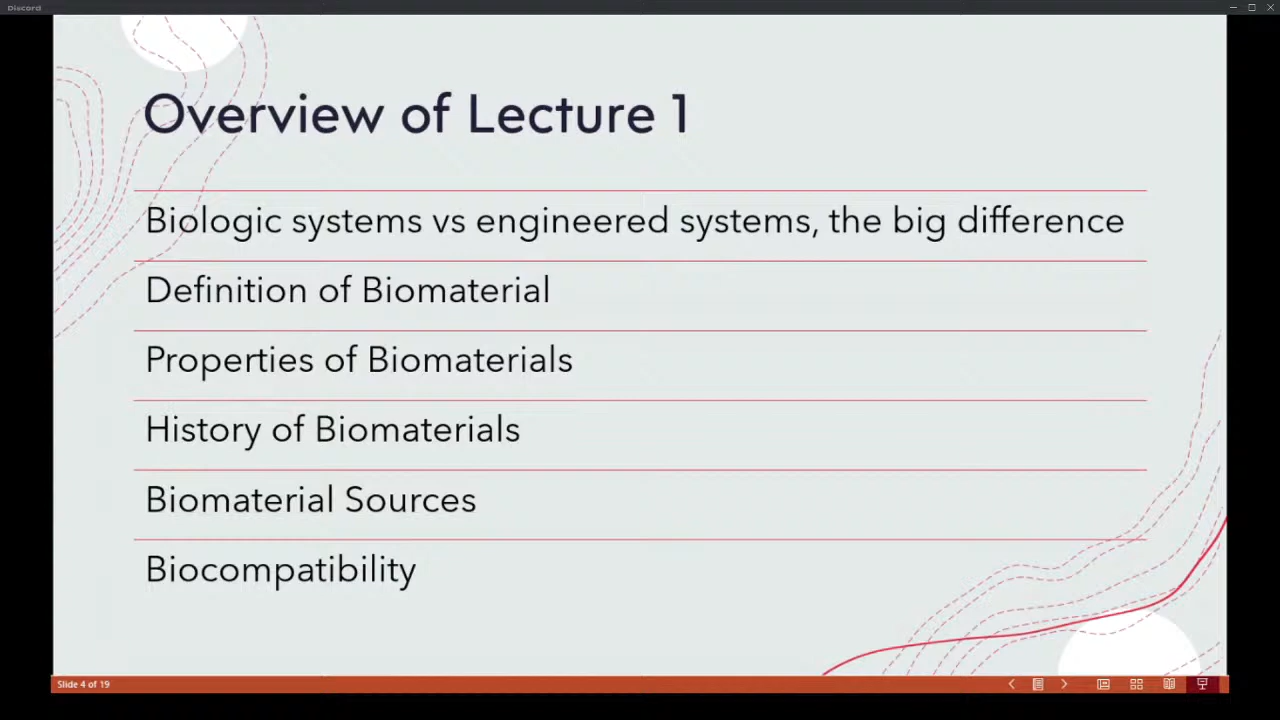 Discord
Overview of Lecture 1
Biologic systems vs engineered systems, the big difference
Definition of Biomaterial
Properties of Biomaterials
History of Biomaterials
Biomaterial Sources
Biocompatibility
Slide 4 of 19